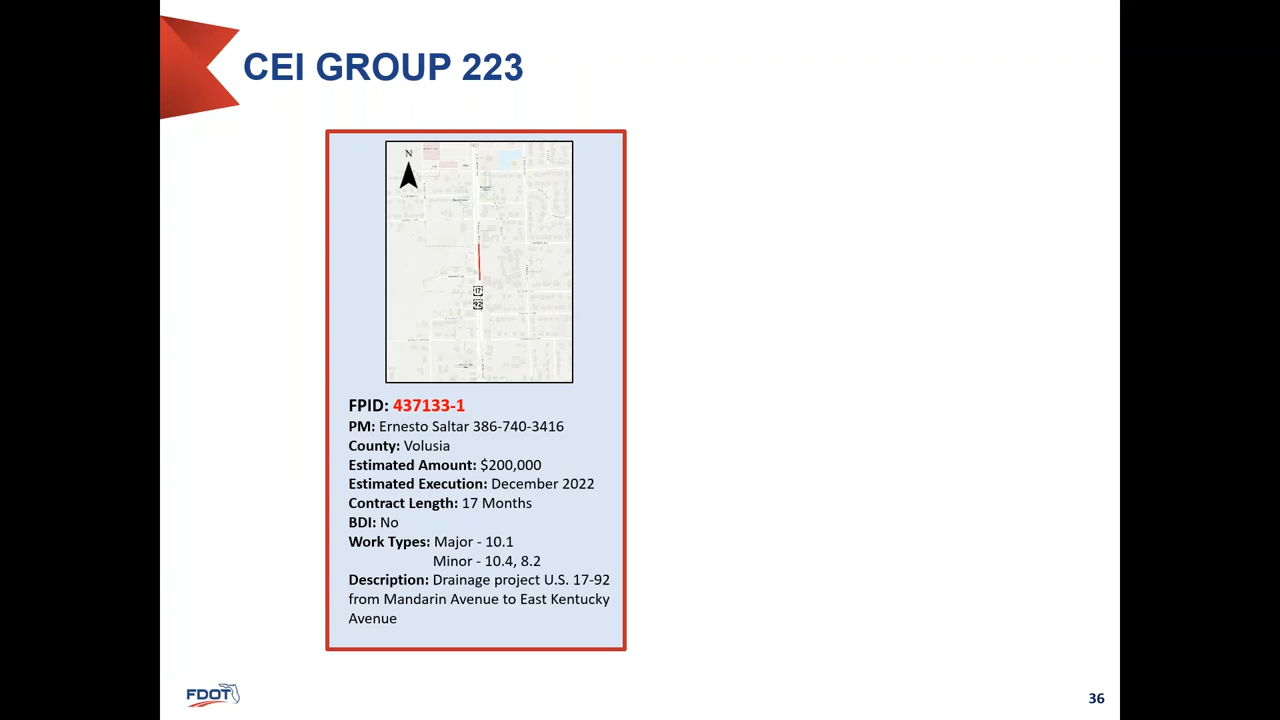 CEI GROUP 223
N
17
92
FPID: 437133-1
PM: Ernesto Saltar 386-740-3416
County: Volusia
Estimated Amount: $200,000
Estimated Execution: December 2022
Contract Length: 17 Months
BDI: No
Work Types: Major - 10.1
Minor - 10.4, 8.2
Description: Drainage project U.S. 17-92
from Mandarin Avenue to East Kentucky
Avenue
FDOT
36